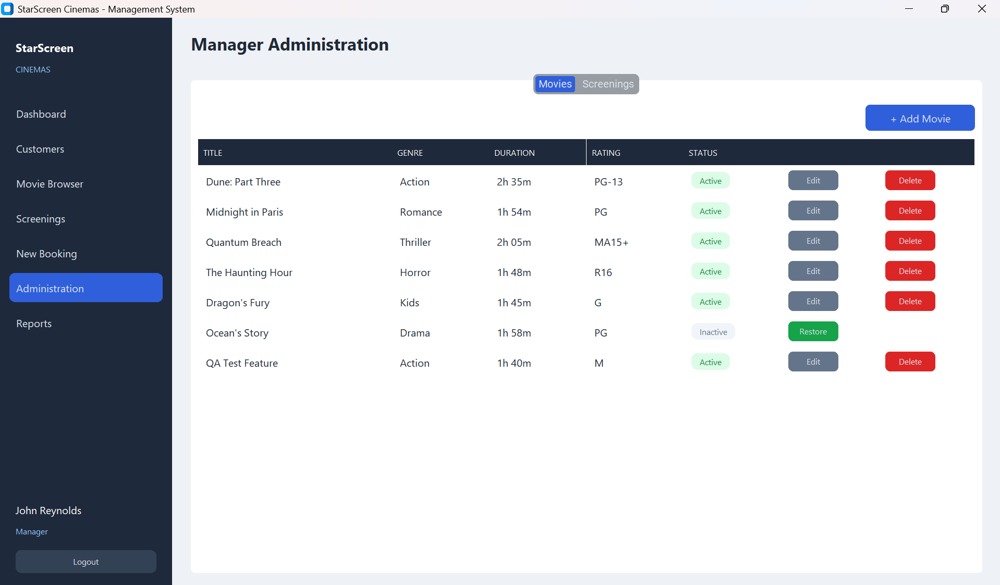 StarScreen Cinemas - Management System
StarScreen
CINEMAS
Dashboard
Customers
Movie Browser
Screenings
New Booking
Administration
Reports
John Reynolds
Manager
Logout
Manager Administration
Movies Screenings
+ Add Movie
TITLE GENRE DURATION RATING STATUS
Dune: Part Three Action 2h 35m PG-13 Active Edit Delete
Midnight in Paris Romance 1h 54m PG Active Edit Delete
Quantum Breach Thriller 2h 05m MA15+ Active Edit Delete
The Haunting Hour Horror 1h 48m R16 Active Edit Delete
Dragon's Fury Kids 1h 45m G Active Edit Delete
Ocean's Story Drama 1h 58m PG Inactive Restore
QA Test Feature Action 1h 40m M Active Edit Delete